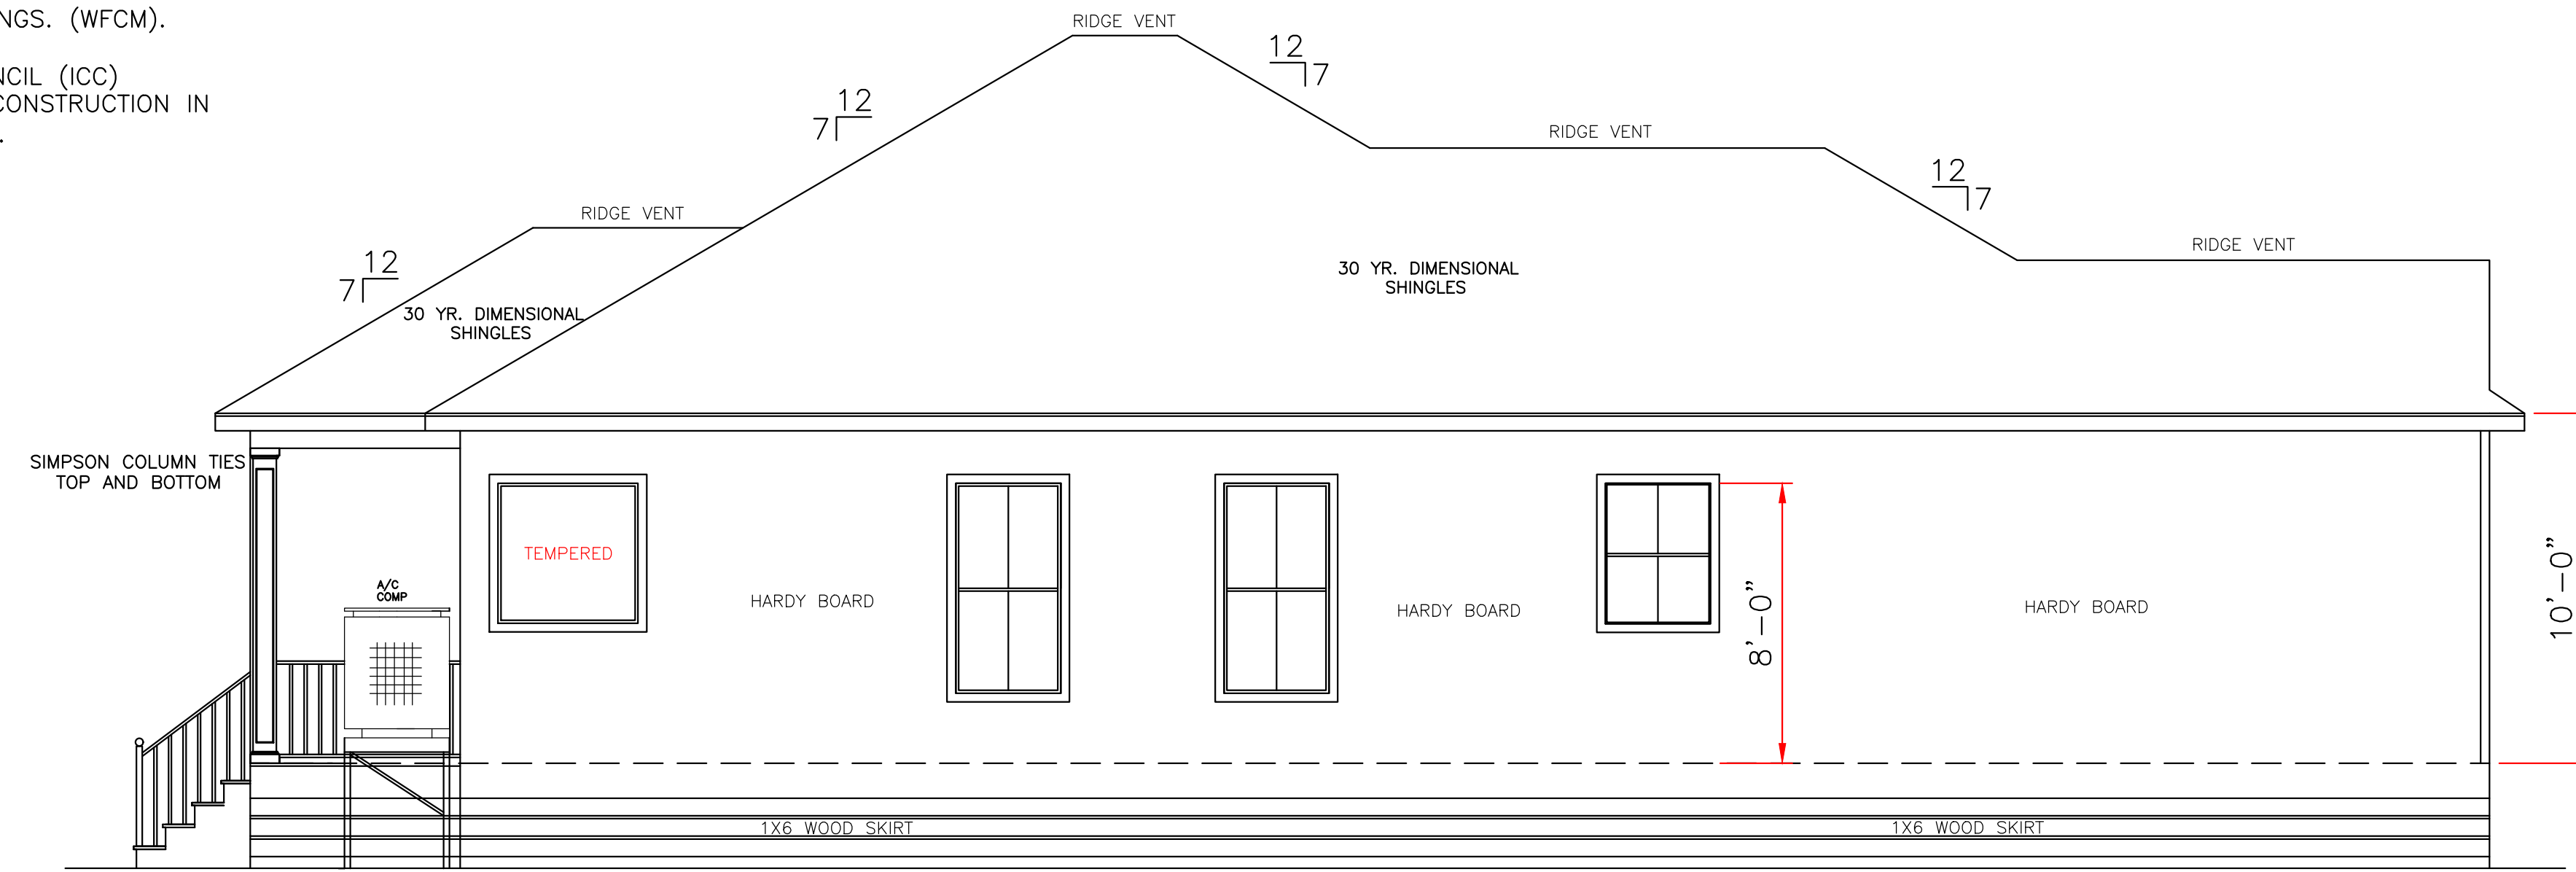 NGS. (WFCM).
NCIL (ICC)
CONSTRUCTION IN
.
RIDGE VENT
12
7
12
7
RIDGE VENT
12
7
RIDGE VENT
RIDGE VENT
12
7
30 YR. DIMENSIONAL
SHINGLES
30 YR. DIMENSIONAL
SHINGLES
SIMPSON COLUMN TIES
TOP AND BOTTOM
TEMPERED
A/C
COMP
HARDY BOARD
HARDY BOARD
8'-0"
HARDY BOARD
10'-0"
1X6 WOOD SKIRT
1X6 WOOD SKIRT